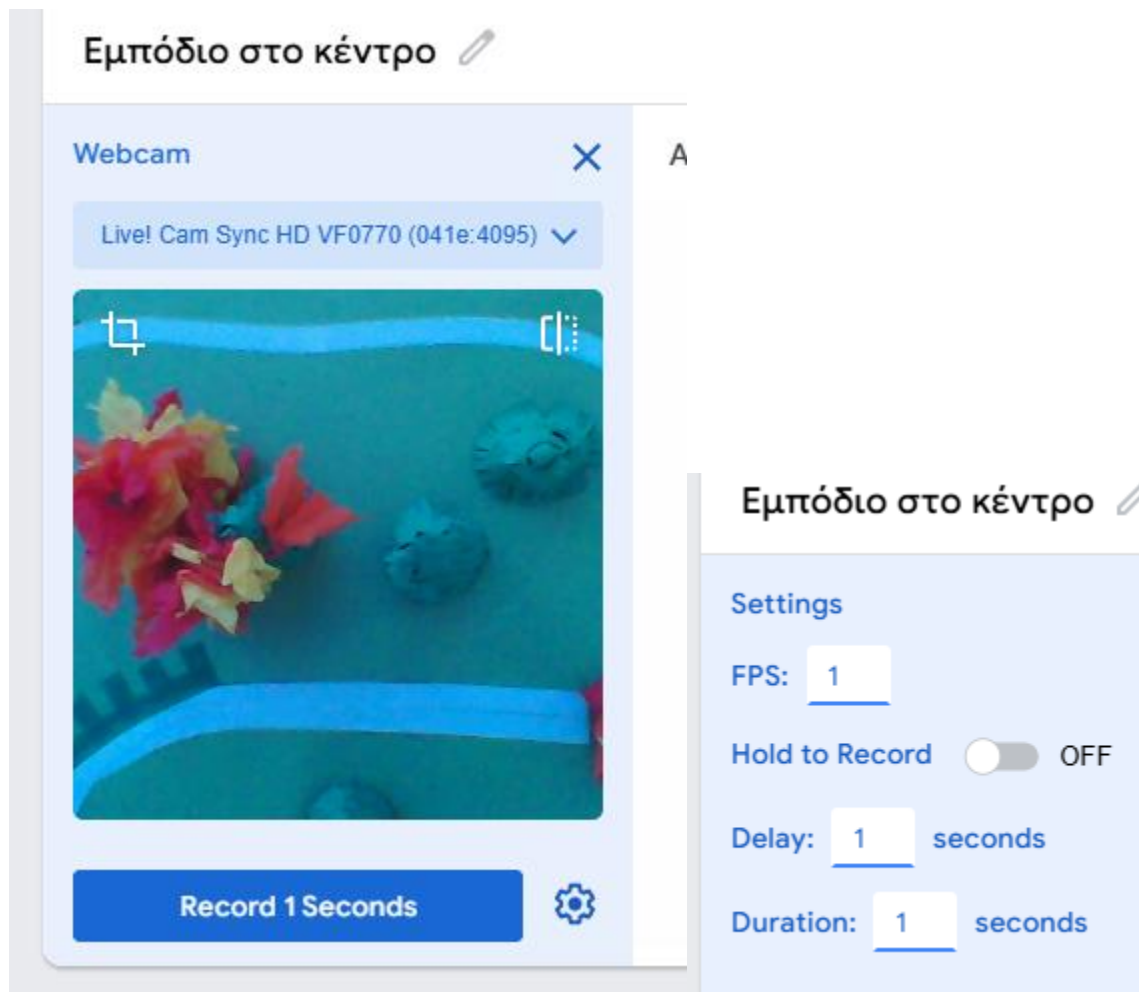 Εμπόδιο στο κέντρο
Webcam
Live! Cam Sync HD VF0770 (041e:4095)
Record 1 Seconds
Εμπόδιο στο κέντρο
Settings
FPS: 1
Hold to Record OFF
Delay: 1 seconds
Duration: 1 seconds